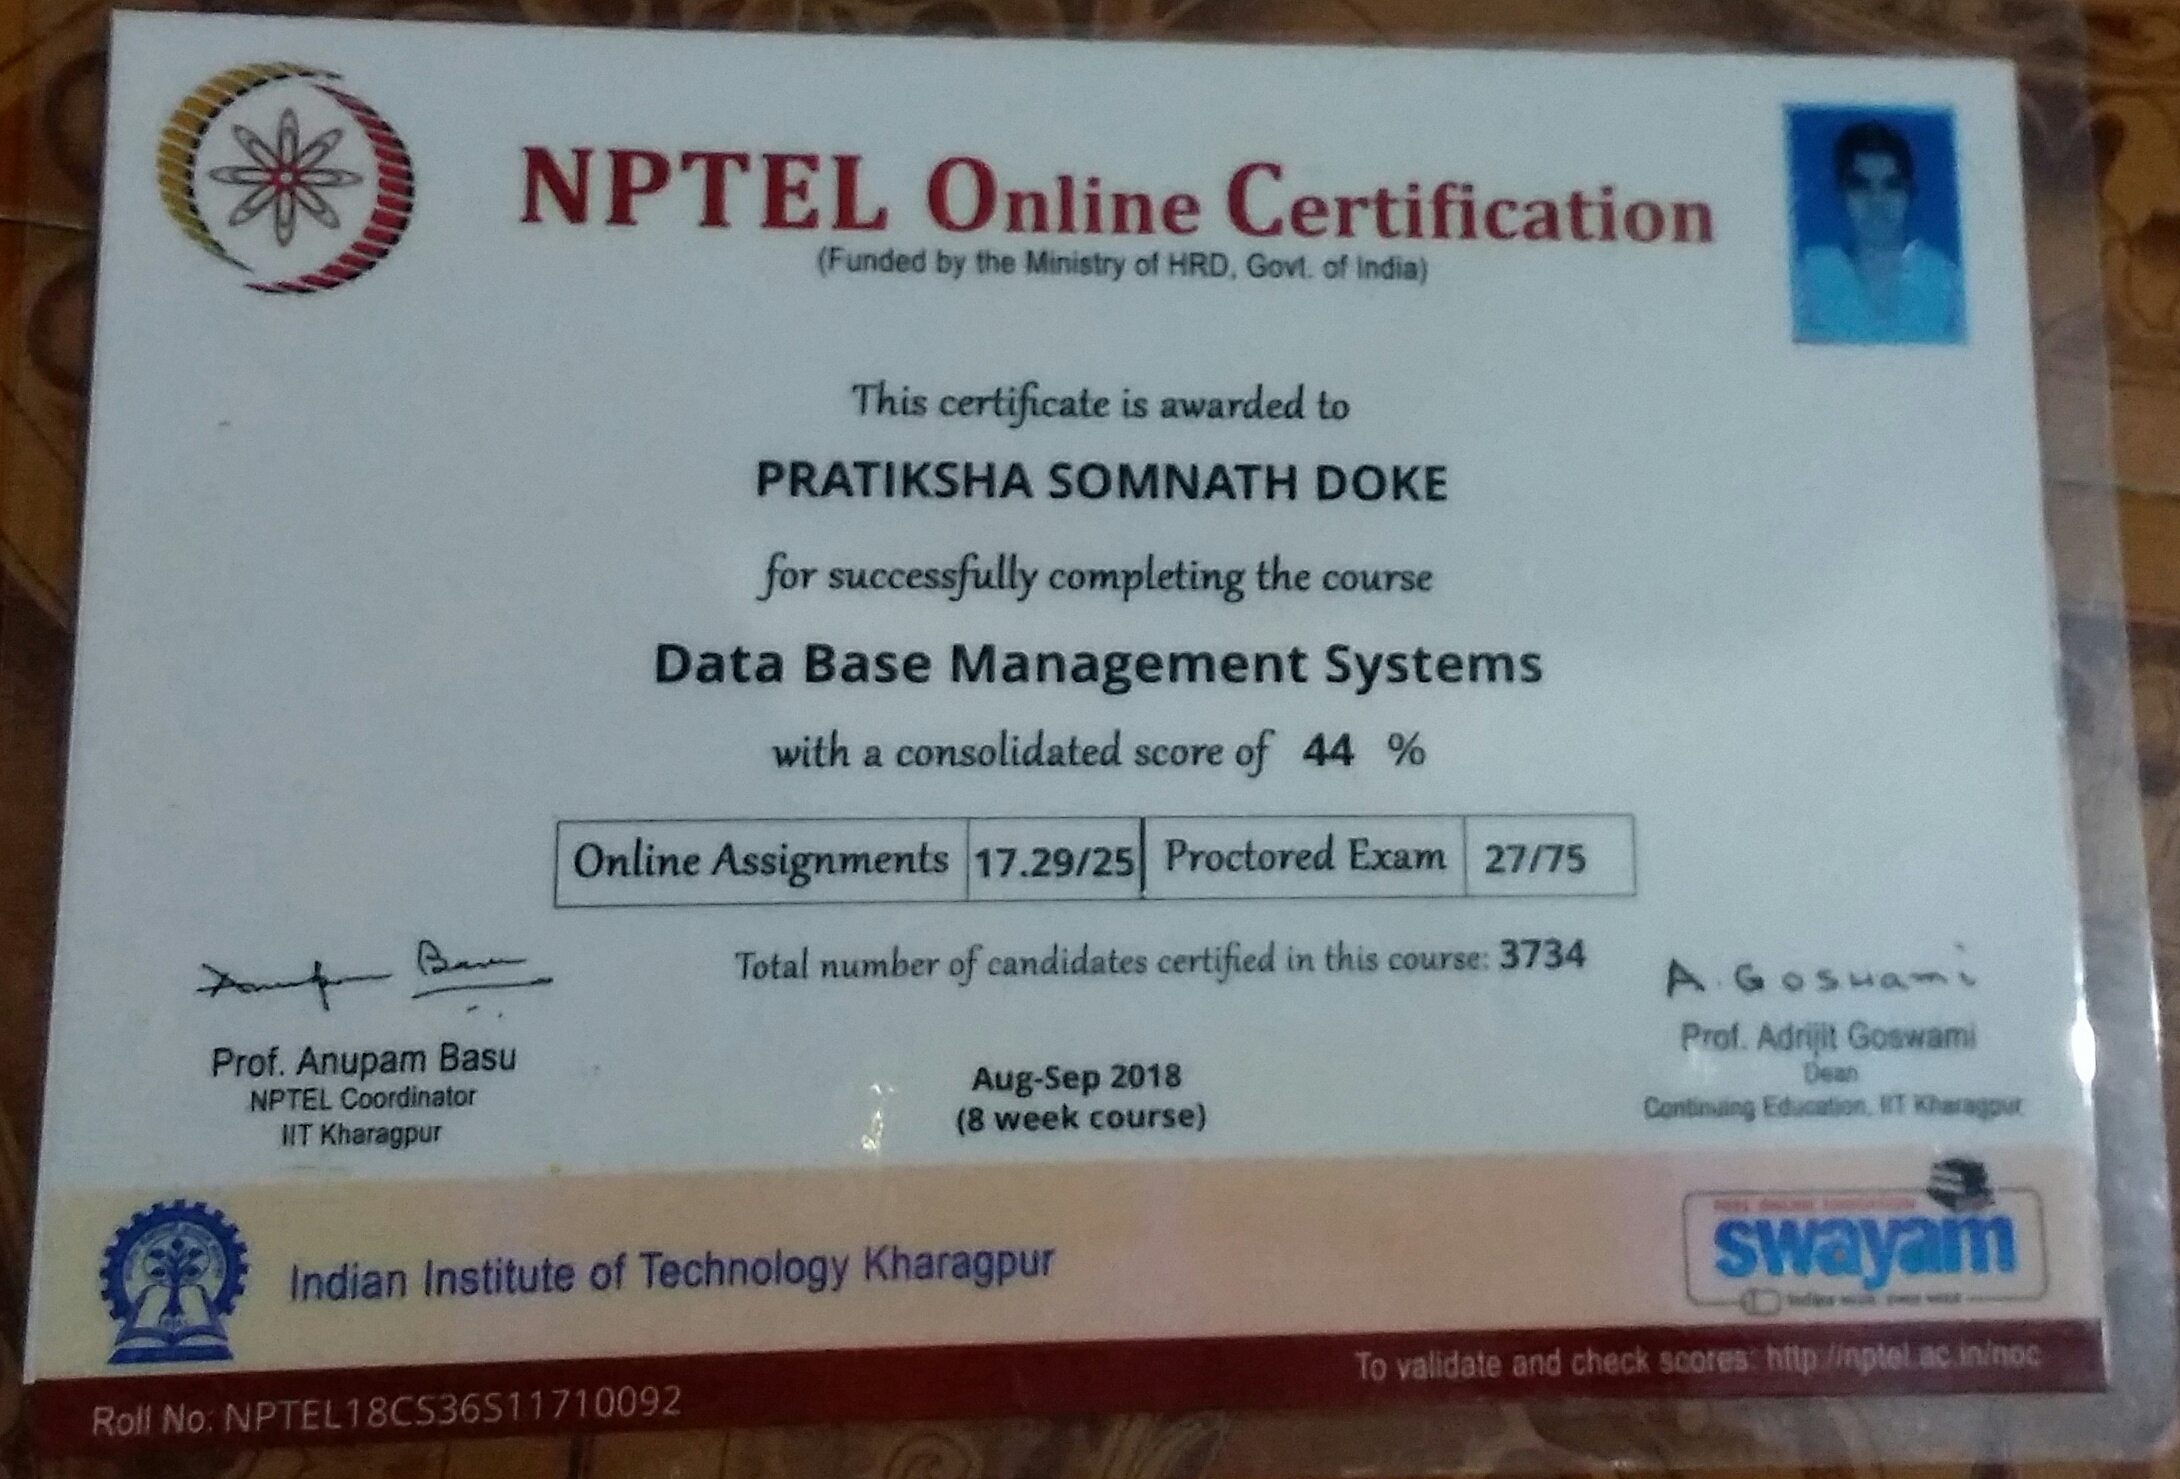 NPTEL Online Certification
(Funded by the Ministry of HRD, Govt. of India)
This certificate is awarded to
PRATIKSHA SOMNATH DOKE
for successfully completing the course
Data Base Management Systems
with a consolidated score of 44 %
Online Assignments 17.29/25 Proctored Exam 27/75
Total number of candidates certified in this course: 3734
Anupam Basu
A. Goswami
Prof. Anupam Basu
NPTEL Coordinator
IIT Kharagpur
Aug-Sep 2018
(8 week course)
Prof. Adrijit Goswami
Dean
Continuing Education, IIT Kharagpur
Indian Institute of Technology Kharagpur
FREE ONLINE EDUCATION
swayam
Roll No: NPTEL18CS36S11710092
To validate and check scores: http://nptel.ac.in/noc